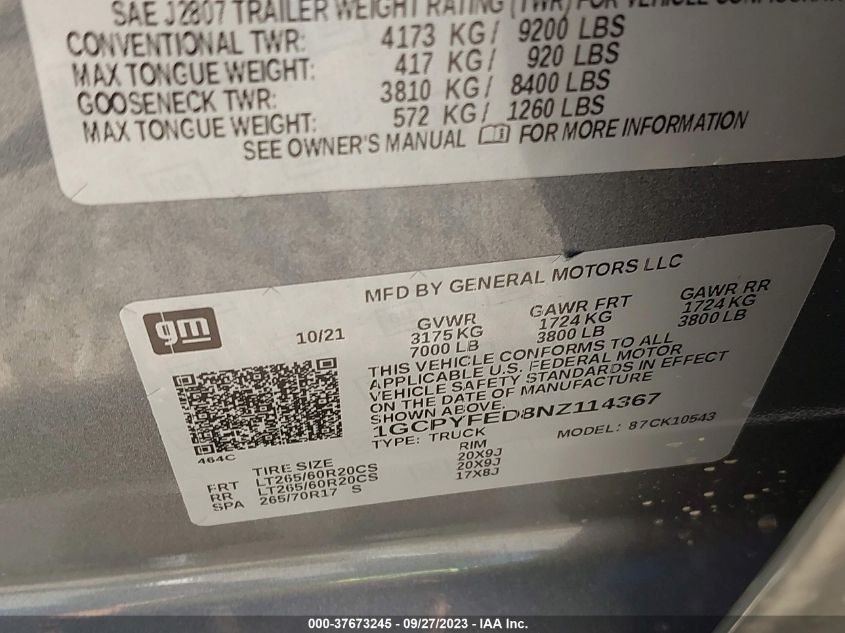 SAE J2807 TRAILER WEIGHT RATING (TWR) FOR VEHICLE
CONVENTIONAL TWR: 4173 KG/ 9200 LBS
MAX TONGUE WEIGHT: 417 KG/ 920 LBS
GOOSENECK TWR: 3810 KG/ 8400 LBS
MAX TONGUE WEIGHT: 572 KG/ 1260 LBS
SEE OWNER'S MANUAL FOR MORE INFORMATION
MFD BY GENERAL MOTORS LLC
gm
10/21
GVWR GAWR FRT GAWR RR
3175 KG 1724 KG 1724 KG
7000 LB 3800 LB 3800 LB
THIS VEHICLE CONFORMS TO ALL
APPLICABLE U.S. FEDERAL MOTOR
VEHICLE SAFETY STANDARDS IN EFFECT
ON THE DATE OF MANUFACTURE
SHOWN ABOVE.
1GCPYFED8NZ114367
TYPE: TRUCK MODEL: 87CK10543
464C
TIRE SIZE RIM
FRT LT265/60R20CS 20X9J
RR LT265/60R20CS 20X9J
SPA 265/70R17 S 17X8J
000-37673245 - 09/27/2023 - IAA Inc.